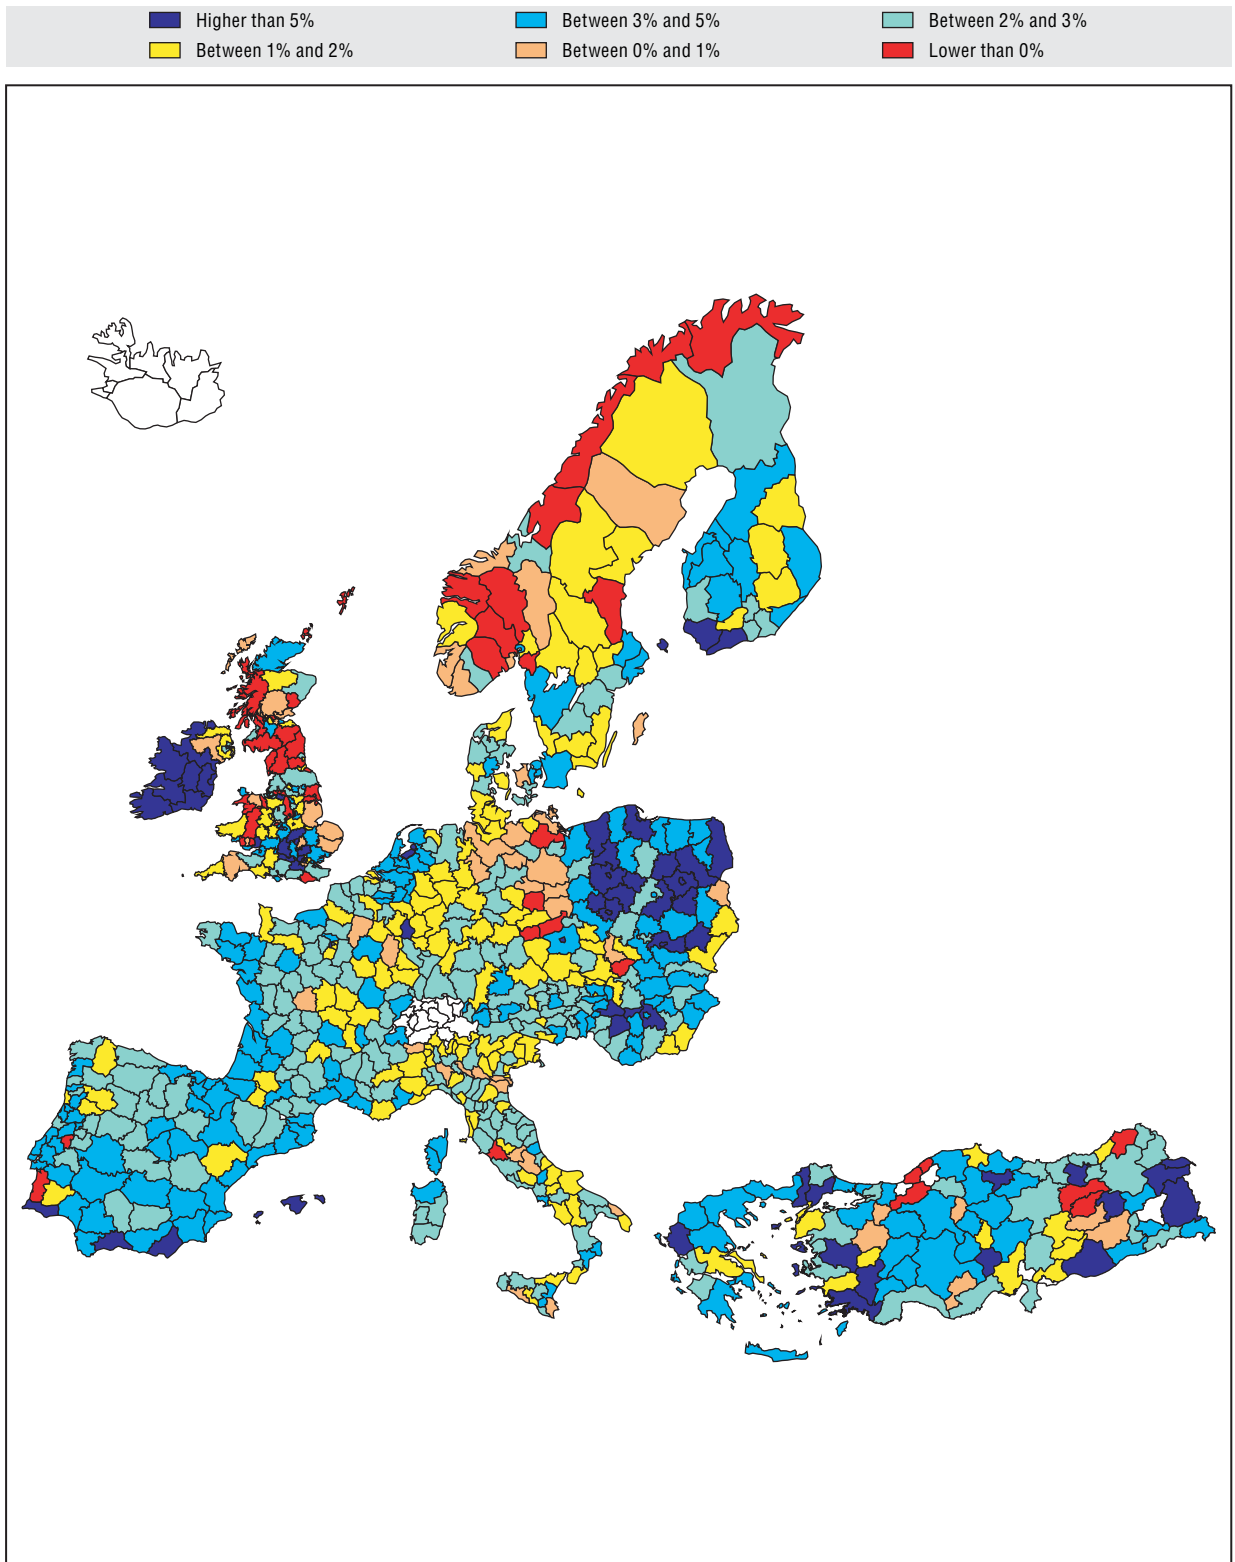 Higher than 5% Between 3% and 5% Between 2% and 3%
Between 1% and 2% Between 0% and 1% Lower than 0%